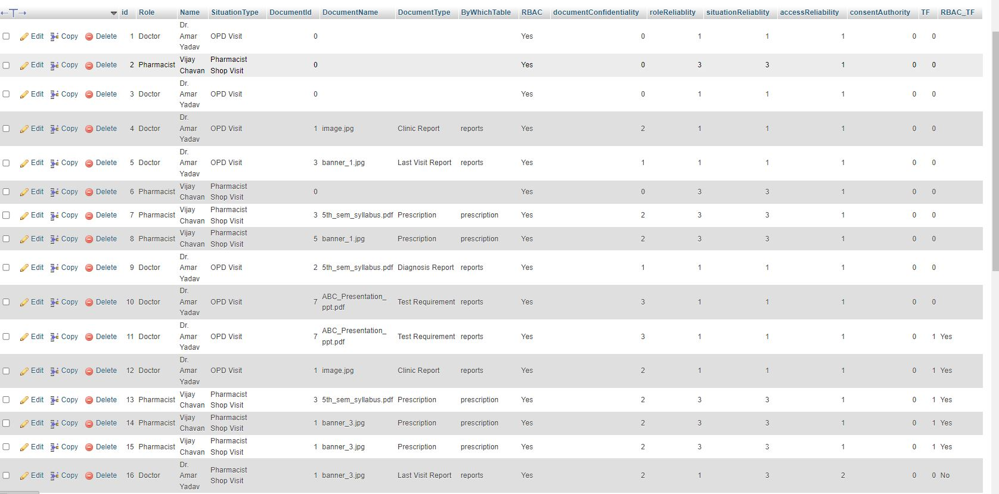 id Role Name SituationType DocumentId DocumentName DocumentType ByWhichTable RBAC documentConfidentiality roleReliablity situationReliablity accessReliability consentAuthority TF RBAC_TF
Edit Copy Delete 1 Doctor Dr. Amar Yadav OPD Visit 0 Yes 0 1 1 1 0 0
Edit Copy Delete 2 Pharmacist Vijay Chavan Pharmacist Shop Visit 0 Yes 0 3 3 1 0 0
Edit Copy Delete 3 Doctor Dr. Amar Yadav OPD Visit 0 Yes 0 1 1 1 0 0
Edit Copy Delete 4 Doctor Dr. Amar Yadav OPD Visit 1 image.jpg Clinic Report reports Yes 2 1 1 1 0 0
Edit Copy Delete 5 Doctor Dr. Amar Yadav OPD Visit 3 banner_1.jpg Last Visit Report reports Yes 1 1 1 1 0 0
Edit Copy Delete 6 Pharmacist Vijay Chavan Pharmacist Shop Visit 0 Yes 0 3 3 1 0 0
Edit Copy Delete 7 Pharmacist Vijay Chavan Pharmacist Shop Visit 3 5th_sem_syllabus.pdf Prescription prescription Yes 2 3 3 1 0 0
Edit Copy Delete 8 Pharmacist Vijay Chavan Pharmacist Shop Visit 5 banner_1.jpg Prescription prescription Yes 2 3 3 1 0 0
Edit Copy Delete 9 Doctor Dr. Amar Yadav OPD Visit 2 5th_sem_syllabus.pdf Diagnosis Report reports Yes 1 1 1 1 0 0
Edit Copy Delete 10 Doctor Dr. Amar Yadav OPD Visit 7 ABC_Presentation_ppt.pdf Test Requirement reports Yes 3 1 1 1 0 0
Edit Copy Delete 11 Doctor Dr. Amar Yadav OPD Visit 7 ABC_Presentation_ppt.pdf Test Requirement reports Yes 3 1 1 1 0 1 Yes
Edit Copy Delete 12 Doctor Dr. Amar Yadav OPD Visit 1 image.jpg Clinic Report reports Yes 2 1 1 1 0 1 Yes
Edit Copy Delete 13 Pharmacist Vijay Chavan Pharmacist Shop Visit 3 5th_sem_syllabus.pdf Prescription prescription Yes 2 3 3 1 0 1 Yes
Edit Copy Delete 14 Pharmacist Vijay Chavan Pharmacist Shop Visit 1 banner_3.jpg Prescription prescription Yes 2 3 3 1 0 1 Yes
Edit Copy Delete 15 Pharmacist Vijay Chavan Pharmacist Shop Visit 1 banner_3.jpg Prescription prescription Yes 2 3 3 1 0 1 Yes
Edit Copy Delete 16 Doctor Dr. Amar Yadav Pharmacist Shop Visit 1 banner_3.jpg Last Visit Report reports Yes 2 1 3 2 0 0 No